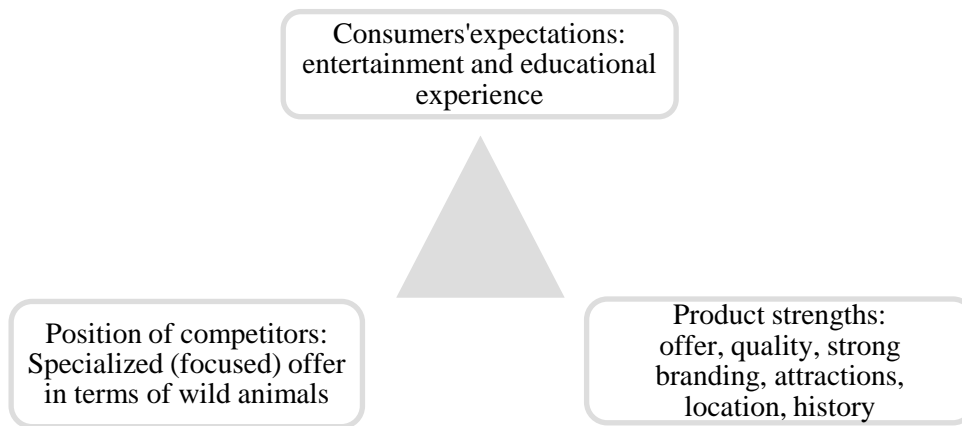 Consumers'expectations:
entertainment and educational
experience
Position of competitors:
Specialized (focused) offer
in terms of wild animals
Product strengths:
offer, quality, strong
branding, attractions,
location, history